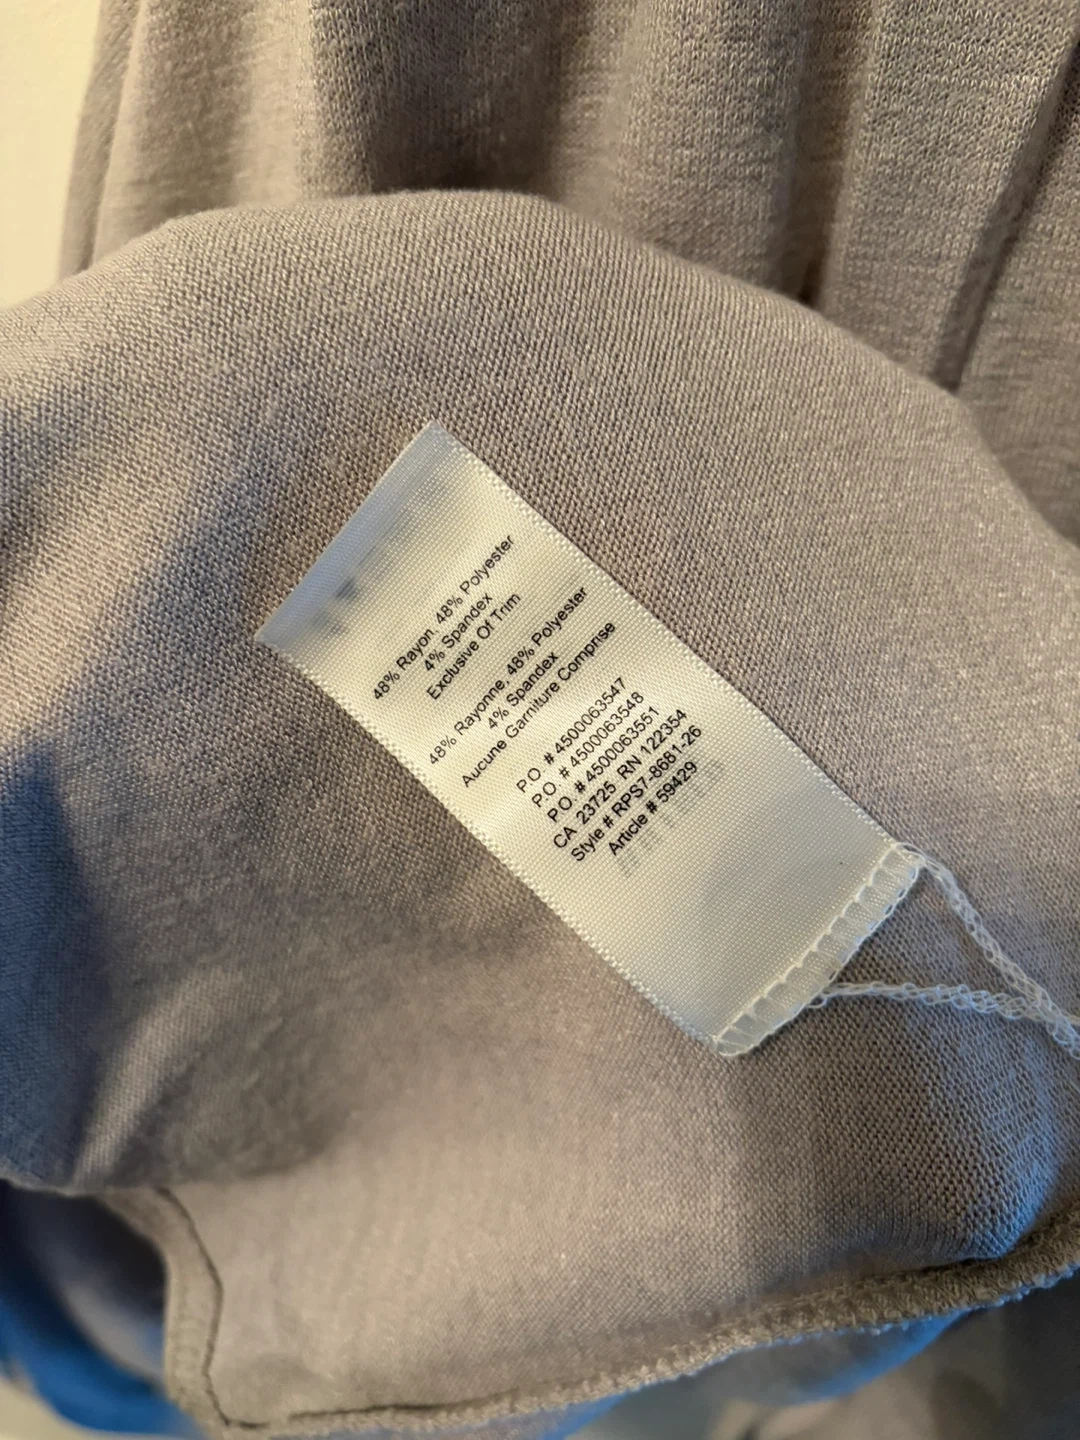 48% Rayon, 48% Polyester
4% Spandex
Exclusive Of Trim
48% Rayonne, 48% Polyester
4% Spandex
Aucune Garniture Comprise
P.O. # 4500063547
P.O. # 4500063548
P.O. # 4500063551
CA 23725 RN 122354
Style # RPS7-8681-26
Article # 59429